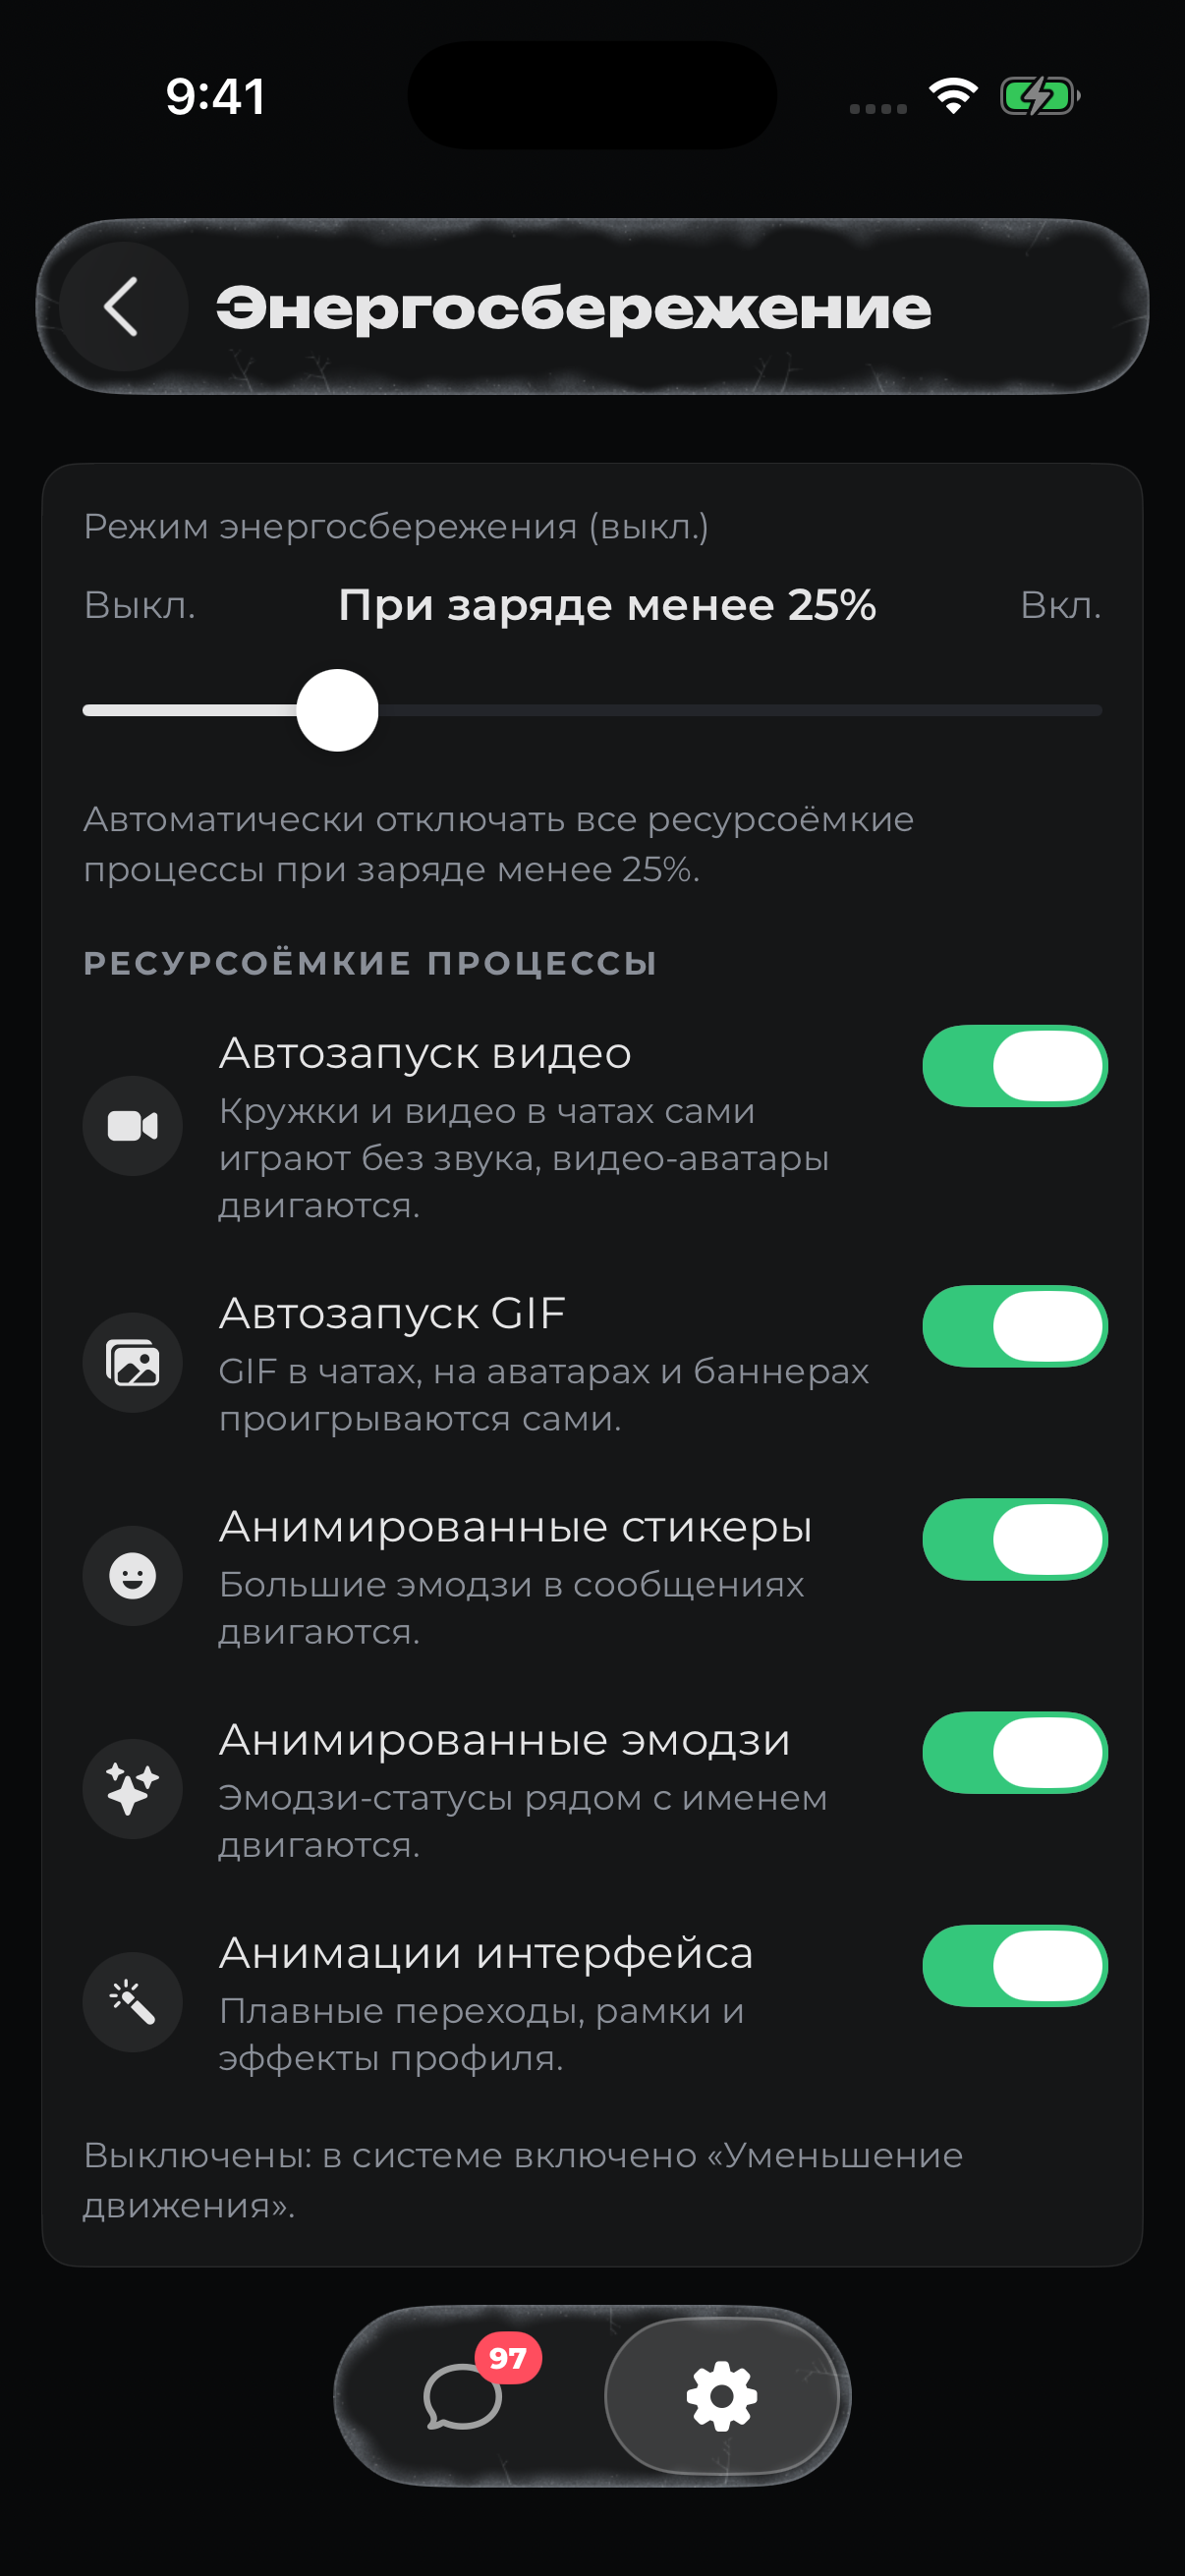 9:41
Энергосбережение
Режим энергосбережения (выкл.)
Выкл. При заряде менее 25% Вкл.
Автоматически отключать все ресурсоёмкие
процессы при заряде менее 25%.
РЕСУРСОЁМКИЕ ПРОЦЕССЫ
Автозапуск видео
Кружки и видео в чатах сами
играют без звука, видео-аватары
двигаются.
Автозапуск GIF
GIF в чатах, на аватарах и баннерах
проигрываются сами.
Анимированные стикеры
Большие эмодзи в сообщениях
двигаются.
Анимированные эмодзи
Эмодзи-статусы рядом с именем
двигаются.
Анимации интерфейса
Плавные переходы, рамки и
эффекты профиля.
Выключены: в системе включено «Уменьшение
движения».
97